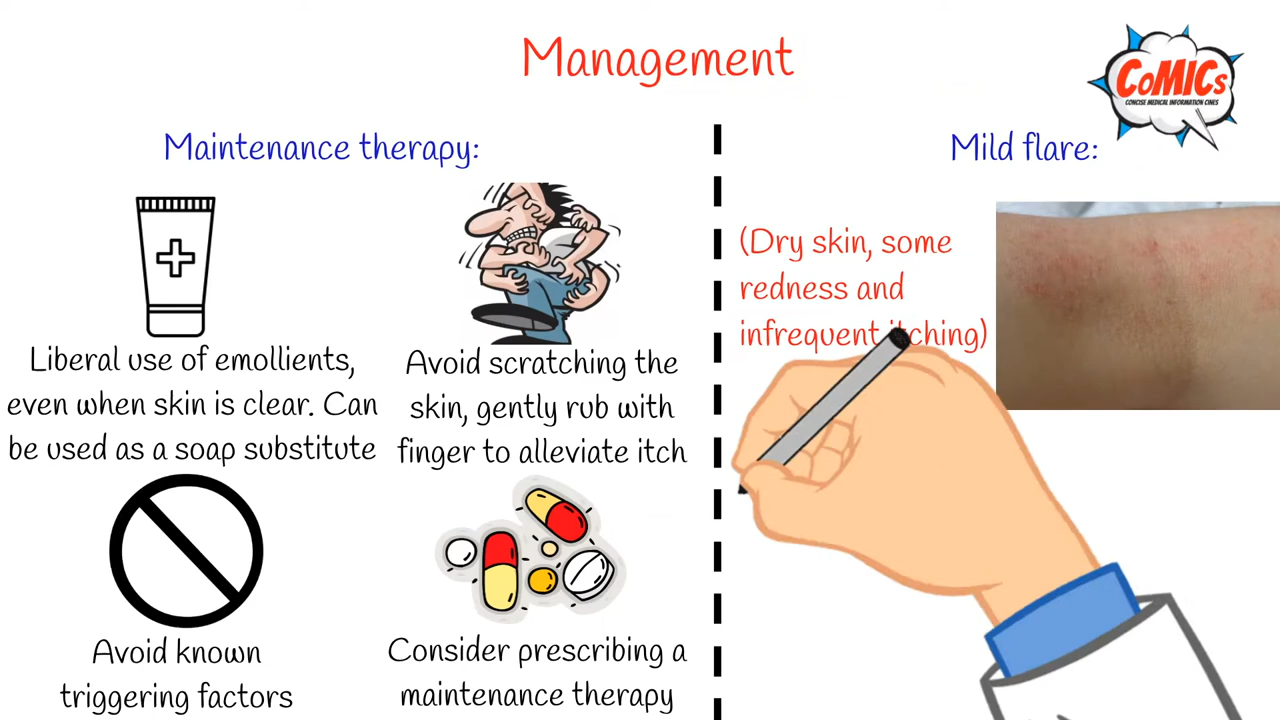 Management
CoMICs
CONCISE MEDICAL INFORMATION CINES
Maintenance therapy:
Liberal use of emollients,
even when skin is clear. Can
be used as a soap substitute
Avoid scratching the
skin, gently rub with
finger to alleviate itch
Avoid known
triggering factors
Consider prescribing a
maintenance therapy
Mild flare:
(Dry skin, some
redness and
infrequent itching)